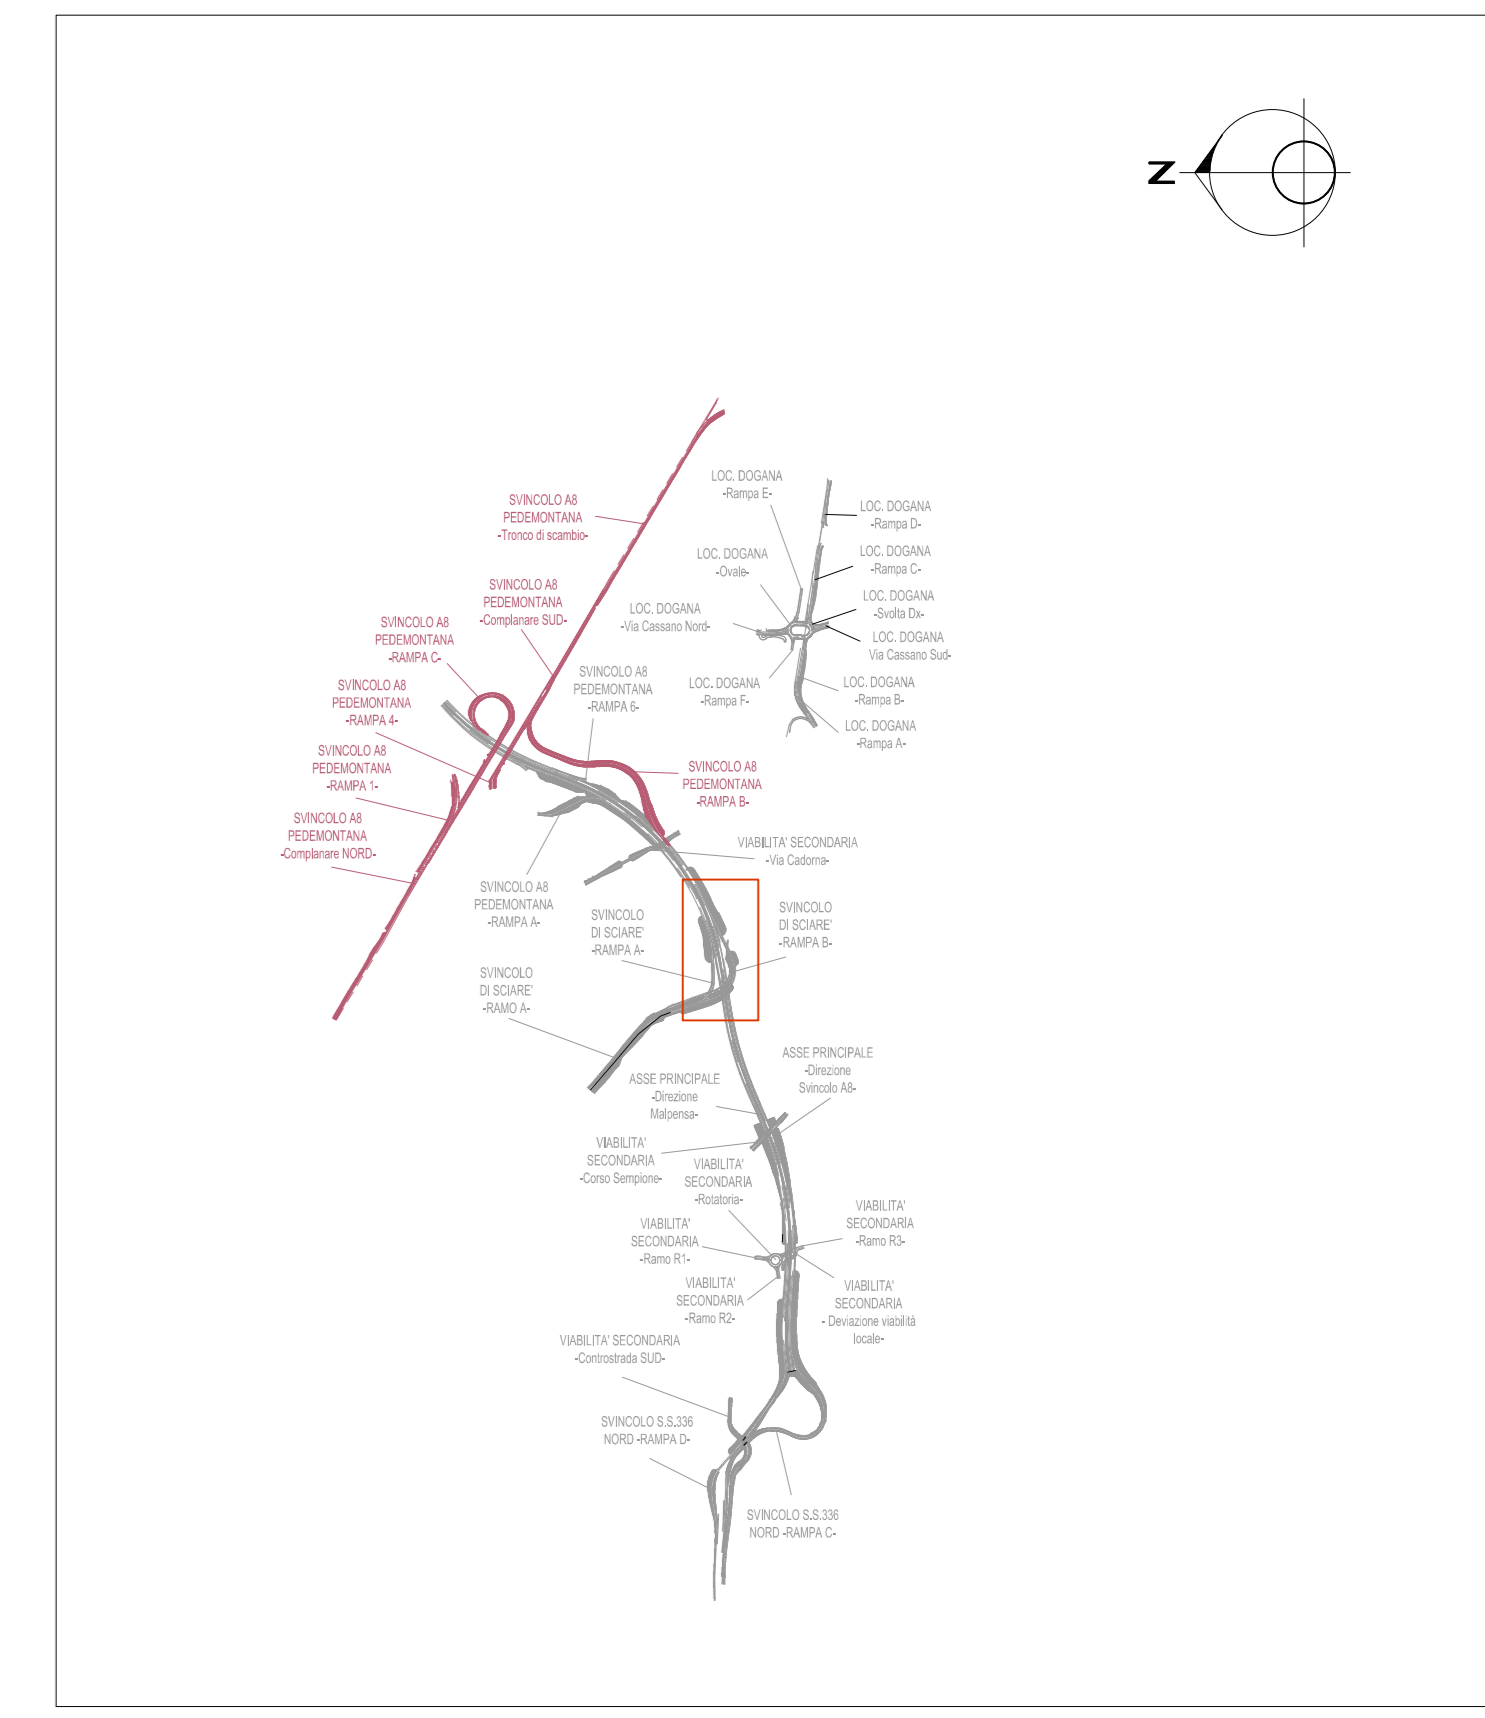 N
LOC. DOGANA
-Rampa E-
SVINCOLO A8
PEDEMONTANA
-Tronco di scambio-
LOC. DOGANA
-Rampa D-
LOC. DOGANA
-Ovale-
LOC. DOGANA
-Rampa C-
SVINCOLO A8
PEDEMONTANA
-Complanare SUD-
LOC. DOGANA
-Svolta Dx-
LOC. DOGANA
-Via Cassano Nord-
SVINCOLO A8
PEDEMONTANA
-RAMPA C-
LOC. DOGANA
Via Cassano Sud-
SVINCOLO A8
PEDEMONTANA
-RAMPA 6-
SVINCOLO A8
PEDEMONTANA
-RAMPA 4-
LOC. DOGANA
-Rampa F-
LOC. DOGANA
-Rampa B-
LOC. DOGANA
-Rampa A-
SVINCOLO A8
PEDEMONTANA
-RAMPA 1-
SVINCOLO A8
PEDEMONTANA
-RAMPA B-
SVINCOLO A8
PEDEMONTANA
-Complanare NORD-
VIABILITA' SECONDARIA
-Via Cadorna-
SVINCOLO A8
PEDEMONTANA
-RAMPA A-
SVINCOLO
DI SCIARE'
-RAMPA A-
SVINCOLO
DI SCIARE'
-RAMPA B-
SVINCOLO
DI SCIARE'
-RAMO A-
ASSE PRINCIPALE
-Direzione
Svincolo A8-
ASSE PRINCIPALE
-Direzione
Malpensa-
VIABILITA'
SECONDARIA
-Corso Sempione-
VIABILITA'
SECONDARIA
-Rotatoria-
VIABILITA'
SECONDARIA
-Ramo R3-
VIABILITA'
SECONDARIA
-Ramo R1-
VIABILITA'
SECONDARIA
-Ramo R2-
VIABILITA'
SECONDARIA
- Deviazione viabilità
locale-
VIABILITA' SECONDARIA
-Controstrada SUD-
SVINCOLO S.S.336
NORD -RAMPA D-
SVINCOLO S.S.336
NORD -RAMPA C-